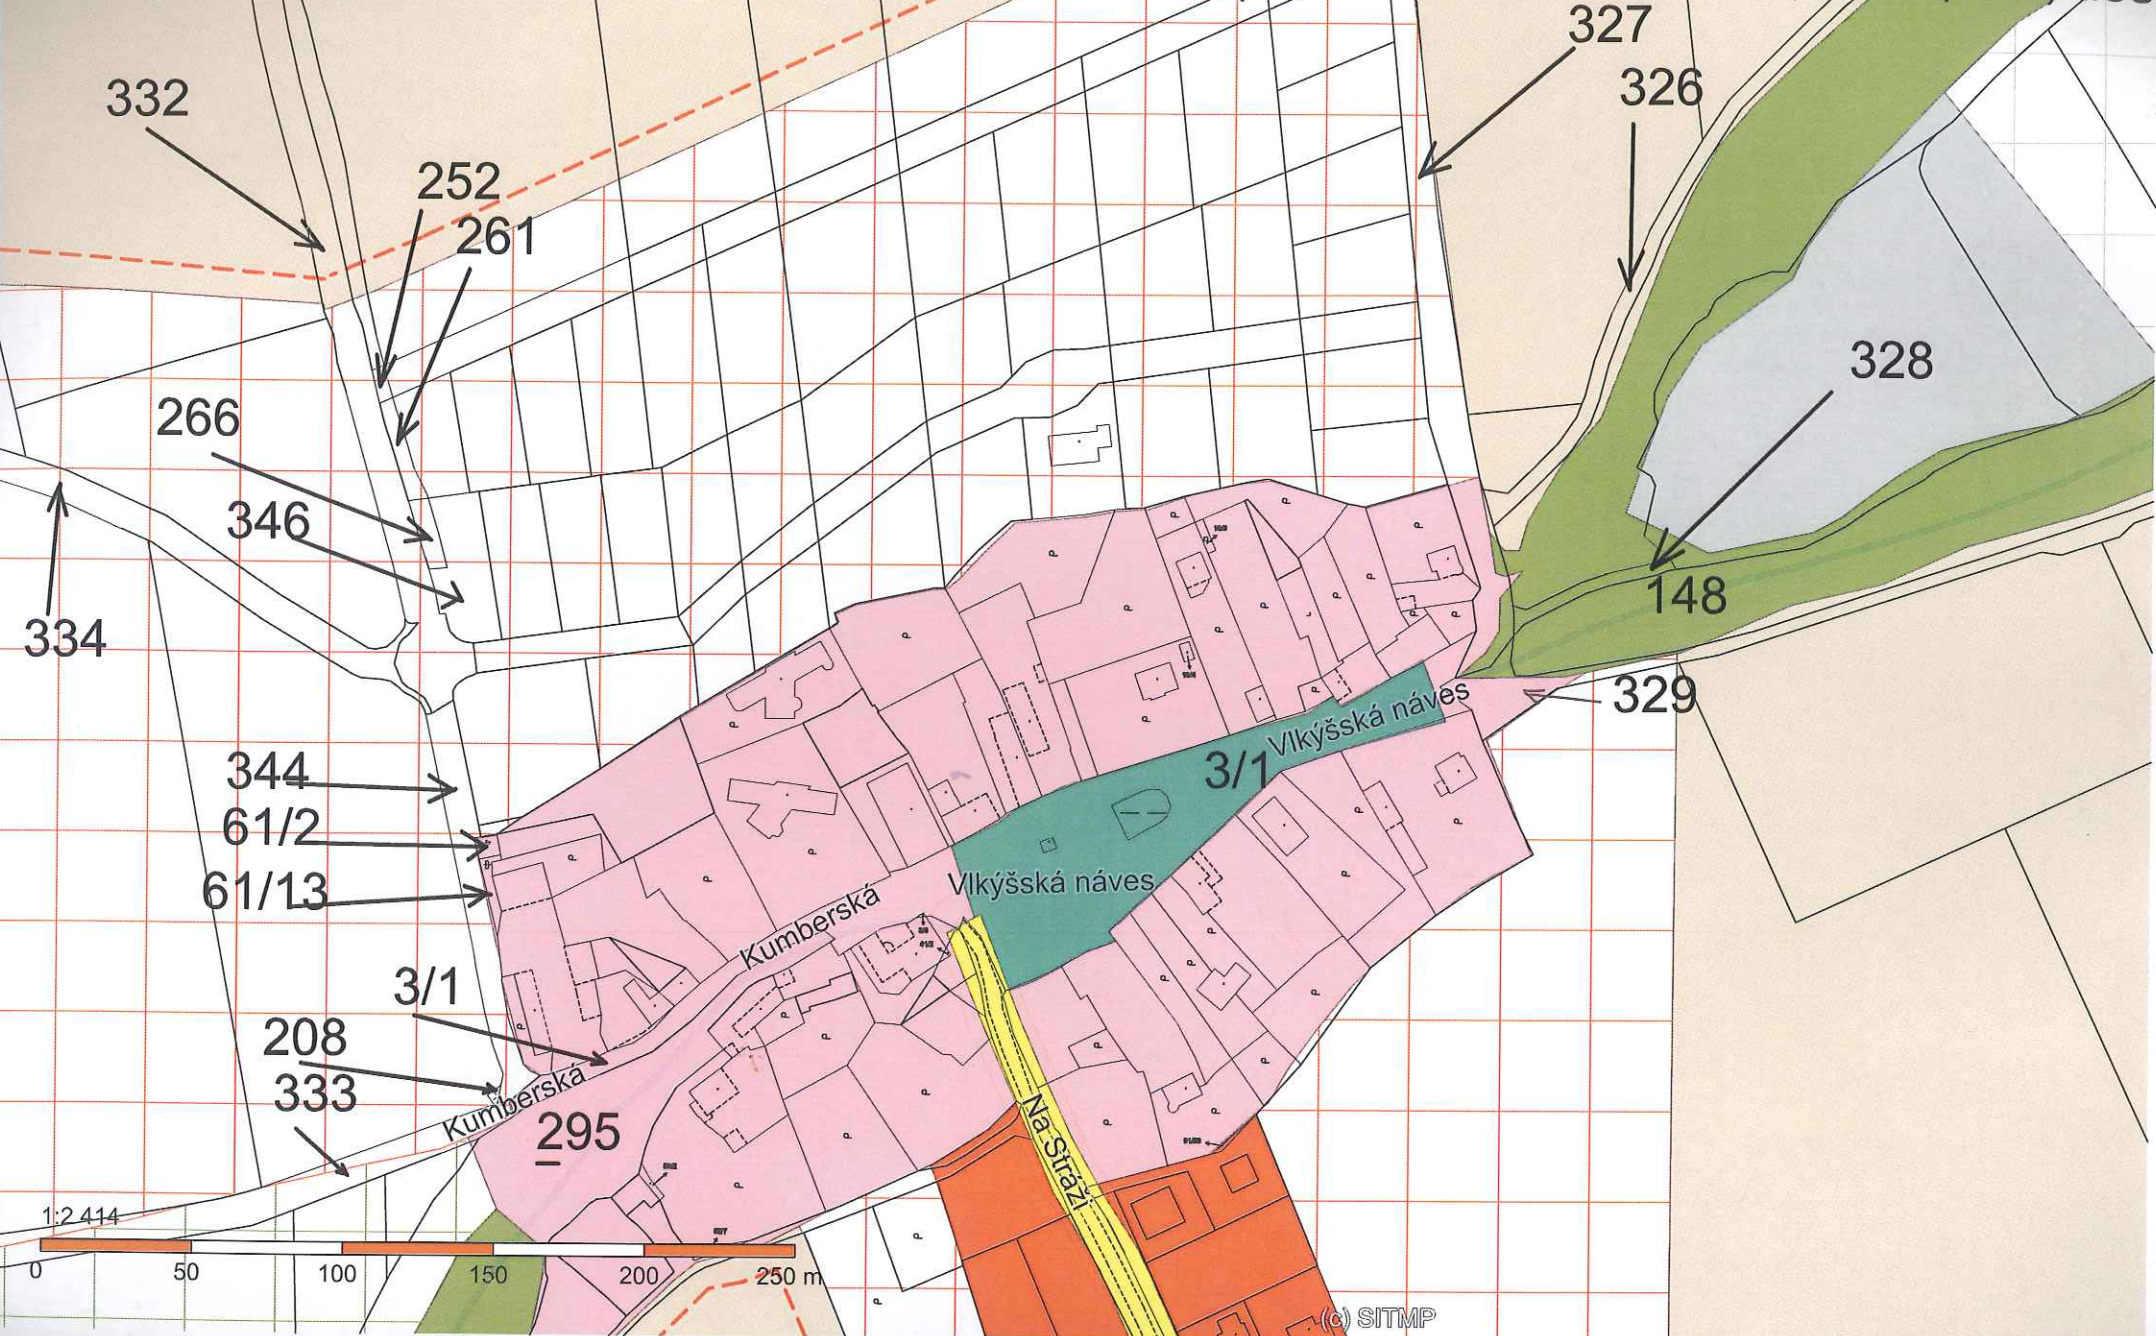 327
326
332
252
261
328
266
346
148
334
329
Vlkýšská náves
3/1
344
61/2
Vlkýšská náves
61/13
Kumberská
3/1
208
Kumberská
333
295
Na Stráži
1:2 414
0 50 100 150 200 250 m
(c) SITMP